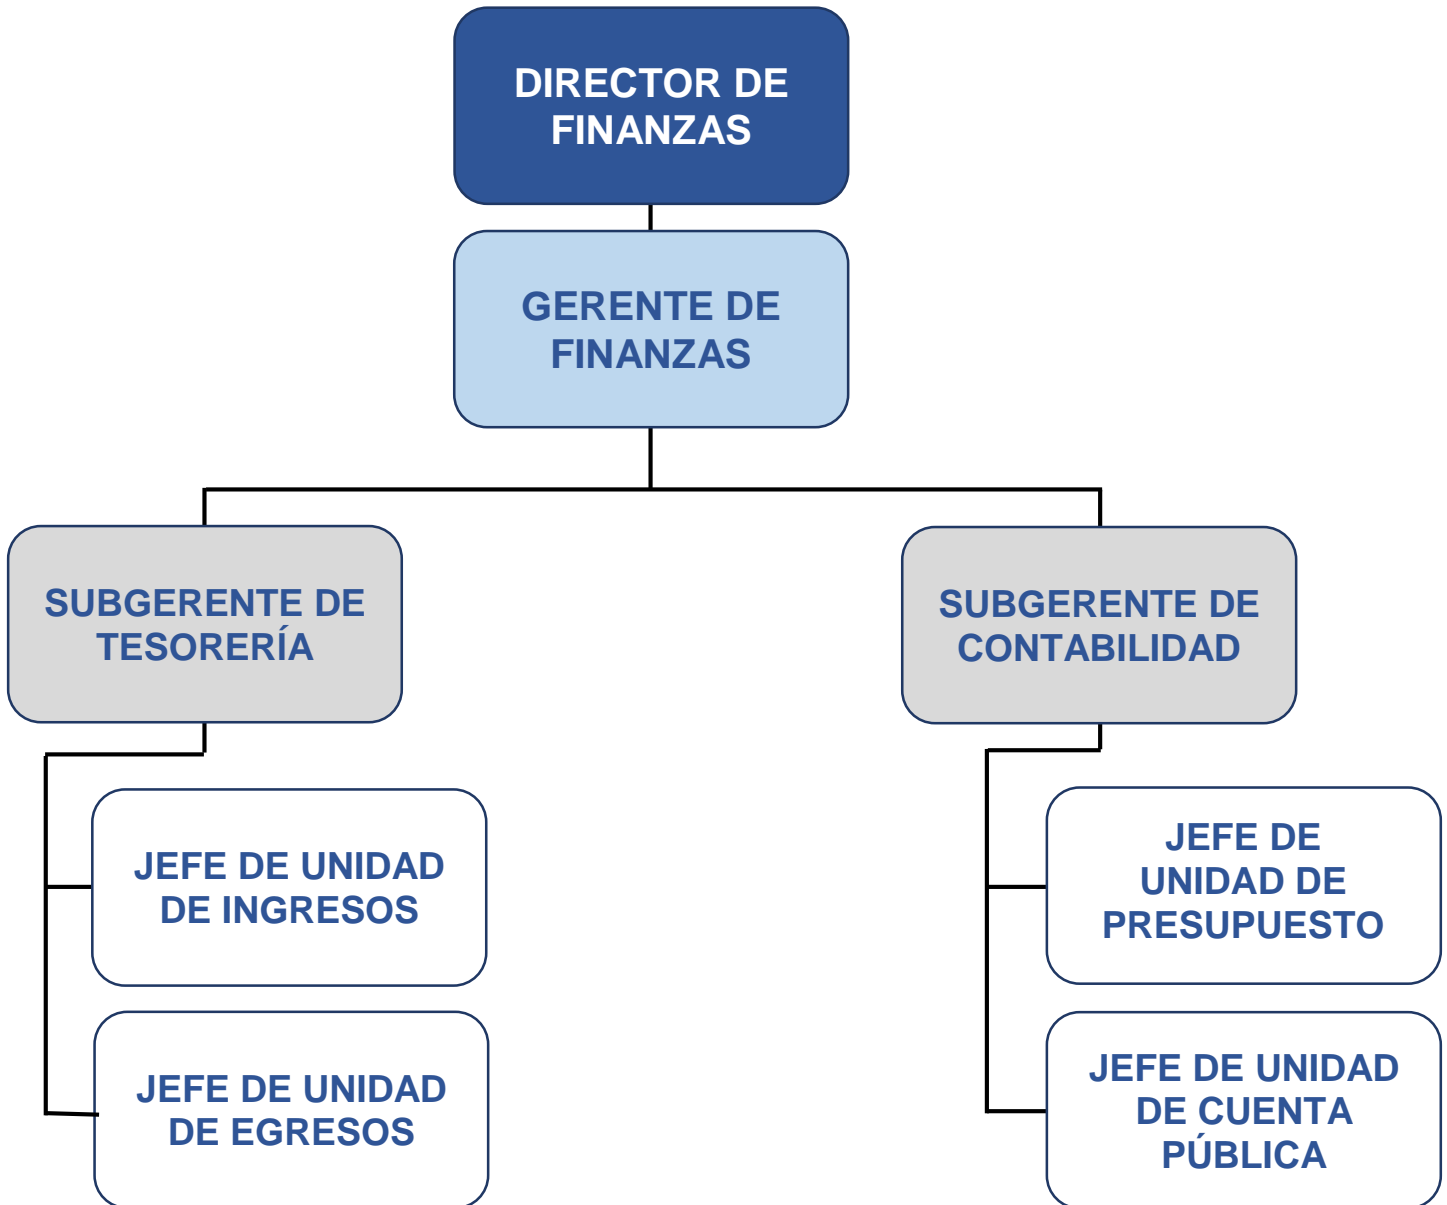 DIRECTOR DE
FINANZAS
GERENTE DE
FINANZAS
SUBGERENTE DE
TESORERÍA
SUBGERENTE DE
CONTABILIDAD
JEFE DE UNIDAD
DE INGRESOS
JEFE DE
UNIDAD DE
PRESUPUESTO
JEFE DE UNIDAD
DE EGRESOS
JEFE DE UNIDAD
DE CUENTA
PÚBLICA